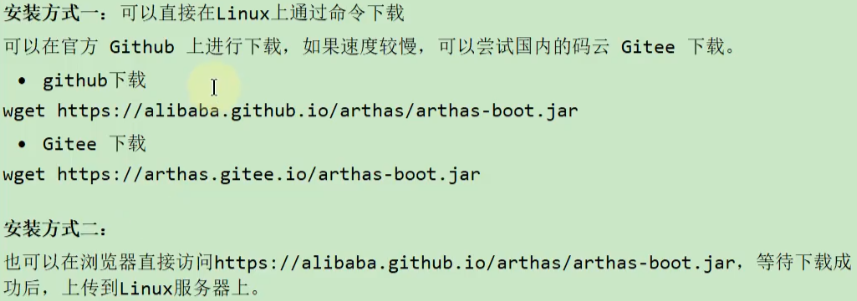 安装方式一：可以直接在Linux上通过命令下载
可以在官方 Github 上进行下载，如果速度较慢，可以尝试国内的码云 Gitee 下载。
• github下载
wget https://alibaba.github.io/arthas/arthas-boot.jar
• Gitee 下载
wget https://arthas.gitee.io/arthas-boot.jar
安装方式二：
也可以在浏览器直接访问https://alibaba.github.io/arthas/arthas-boot.jar，等待下载成
功后，上传到Linux服务器上。